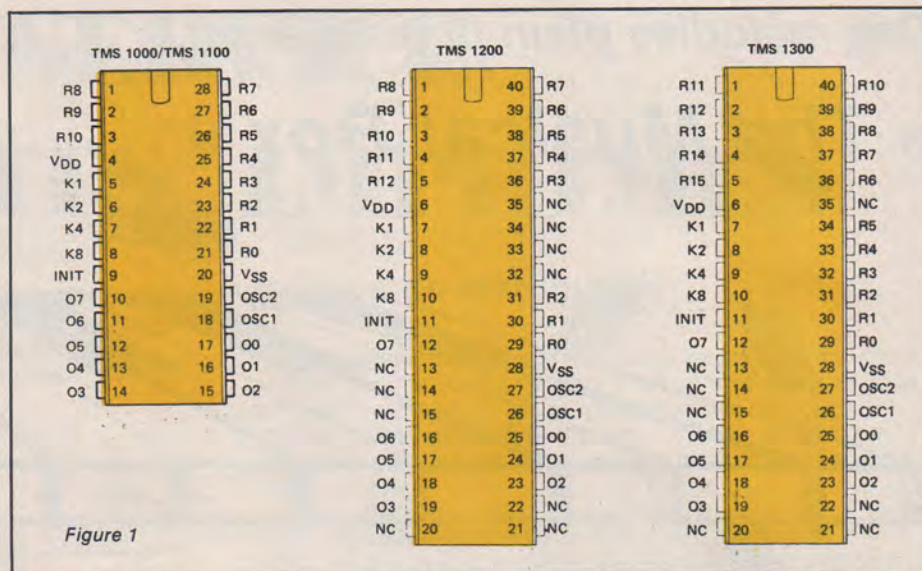 TMS 1000/TMS 1100
R8 1 28 R7
R9 2 27 R6
R10 3 26 R5
VDD 4 25 R4
K1 5 24 R3
K2 6 23 R2
K4 7 22 R1
K8 8 21 R0
INIT 9 20 VSS
O7 10 19 OSC2
O6 11 18 OSC1
O5 12 17 O0
O4 13 16 O1
O3 14 15 O2
TMS 1200
R8 1 40 R7
R9 2 39 R6
R10 3 38 R5
R11 4 37 R4
R12 5 36 R3
VDD 6 35 NC
K1 7 34 NC
K2 8 33 NC
K4 9 32 NC
K8 10 31 R2
INIT 11 30 R1
O7 12 29 R0
NC 13 28 VSS
NC 14 27 OSC2
NC 15 26 OSC1
O6 16 25 O0
O5 17 24 O1
O4 18 23 O2
O3 19 22 NC
NC 20 21 NC
TMS 1300
R11 1 40 R10
R12 2 39 R9
R13 3 38 R8
R14 4 37 R7
R15 5 36 R6
VDD 6 35 NC
K1 7 34 R5
K2 8 33 R4
K4 9 32 R3
K8 10 31 R2
INIT 11 30 R1
O7 12 29 R0
NC 13 28 VSS
NC 14 27 OSC2
NC 15 26 OSC1
O6 16 25 O0
O5 17 24 O1
O4 18 23 O2
O3 19 22 NC
NC 20 21 NC
Figure 1